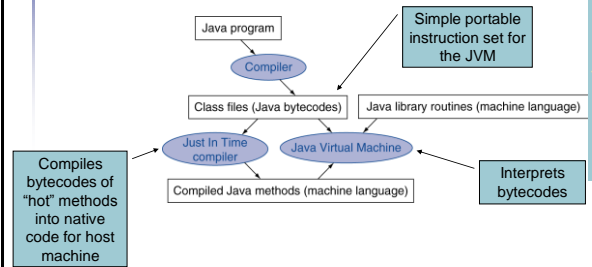 Simple portable
instruction set for
the JVM
Java program
Compiler
Class files (Java bytecodes)
Java library routines (machine language)
Just In Time
compiler
Java Virtual Machine
Compiles
bytecodes of
“hot” methods
into native
code for host
machine
Interprets
bytecodes
Compiled Java methods (machine language)